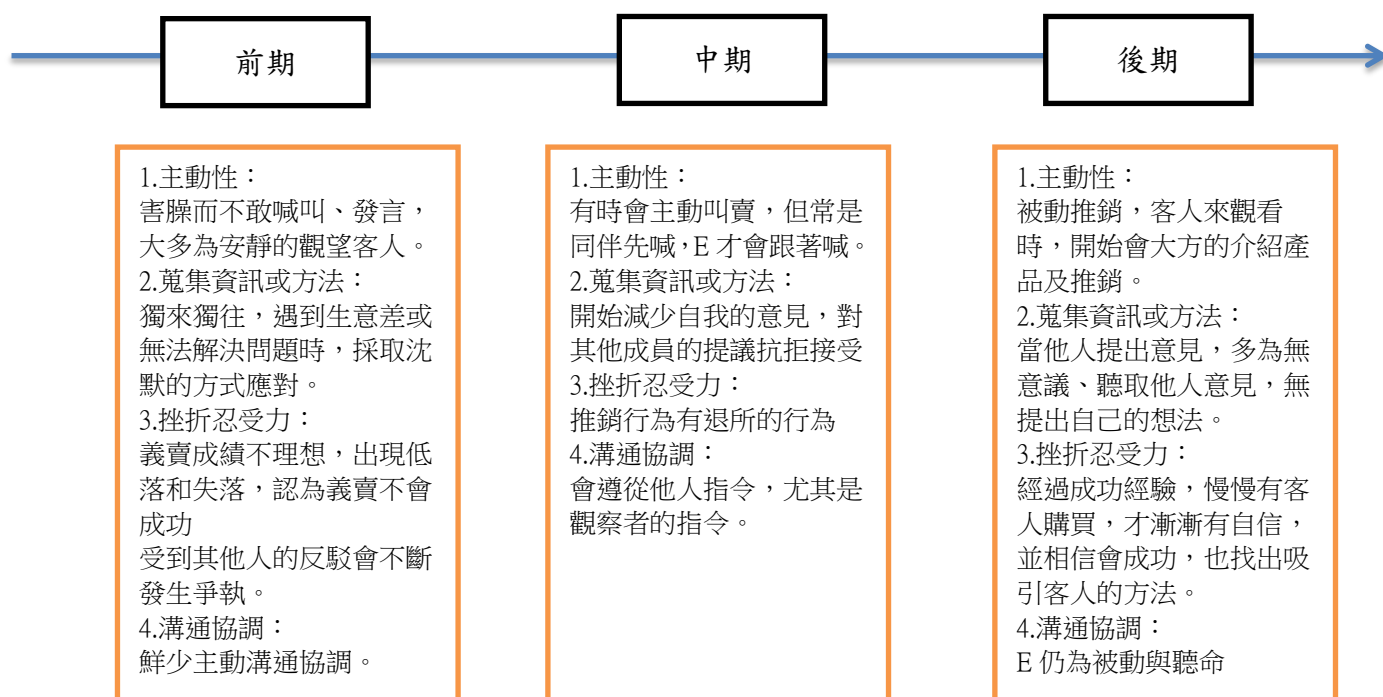 前期
中期
後期
1.主動性：
害臊而不敢喊叫、發言，
大多為安靜的觀望客人。
2.蒐集資訊或方法：
獨來獨往，遇到生意差或
無法解決問題時，採取沈
默的方式應對。
3.挫折忍受力：
義賣成績不理想，出現低
落和失落，認為義賣不會
成功
受到其他人的反駁會不斷
發生爭執。
4.溝通協調：
鮮少主動溝通協調。
1.主動性：
有時會主動叫賣，但常是
同伴先喊，E 才會跟著喊。
2.蒐集資訊或方法：
開始減少自我的意見，對
其他成員的提議抗拒接受
3.挫折忍受力：
推銷行為有退所的行為
4.溝通協調：
會遵從他人指令，尤其是
觀察者的指令。
1.主動性：
被動推銷，客人來觀看
時，開始會大方的介紹產
品及推銷。
2.蒐集資訊或方法：
當他人提出意見，多為無
意議、聽取他人意見，無
提出自己的想法。
3.挫折忍受力：
經過成功經驗，慢慢有客
人購買，才漸漸有自信，
並相信會成功，也找出吸
引客人的方法。
4.溝通協調：
E 仍為被動與聽命